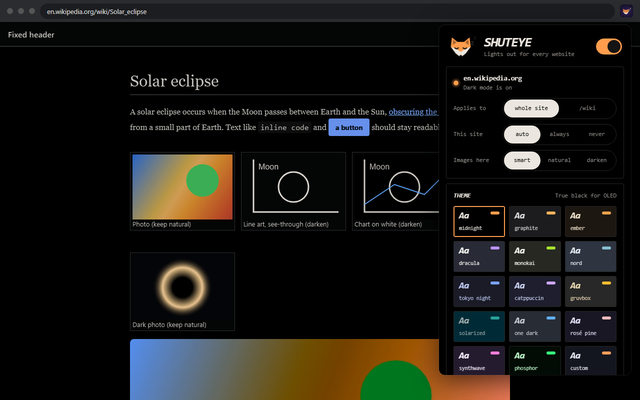 en.wikipedia.org/wiki/Solar_eclipse
Fixed header
Solar eclipse
A solar eclipse occurs when the Moon passes between Earth and the Sun, obscuring the
from a small part of Earth. Text like inline code and a button should stay readab
Photo (keep natural)
Moon
Line art, see-through (darken)
Moon
Chart on white (darken)
Dark photo (keep natural)
SHUTEYE
Lights out for every website
en.wikipedia.org
Dark mode is on
Applies to whole site /wiki
This site auto always never
Images here smart natural darken
THEME True black for OLED
Aa Aa Aa
midnight graphite ember
Aa Aa Aa
dracula monokai nord
Aa Aa Aa
tokyo night catppuccin gruvbox
Aa Aa Aa
solarized one dark rosé pine
Aa Aa Aa
synthwave phosphor custom